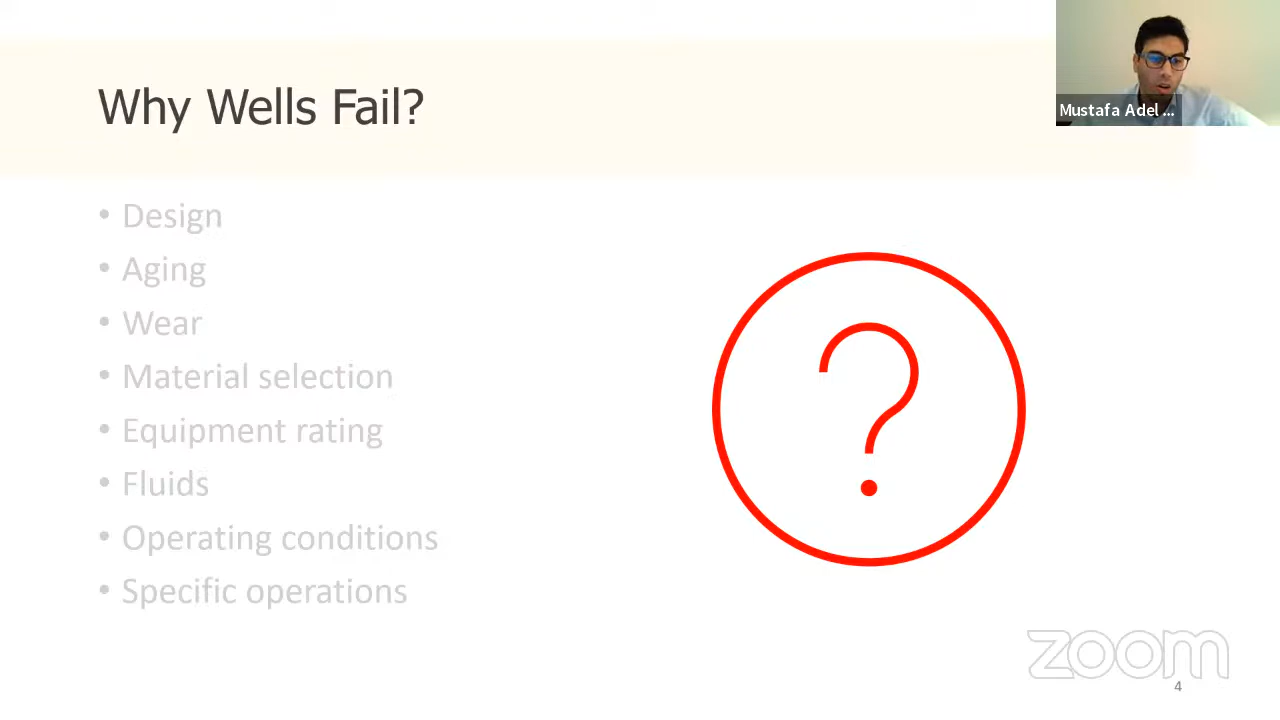 Why Wells Fail?
Mustafa Adel ...
• Design
• Aging
• Wear
• Material selection
• Equipment rating
• Fluids
• Operating conditions
• Specific operations
?
zoom
4